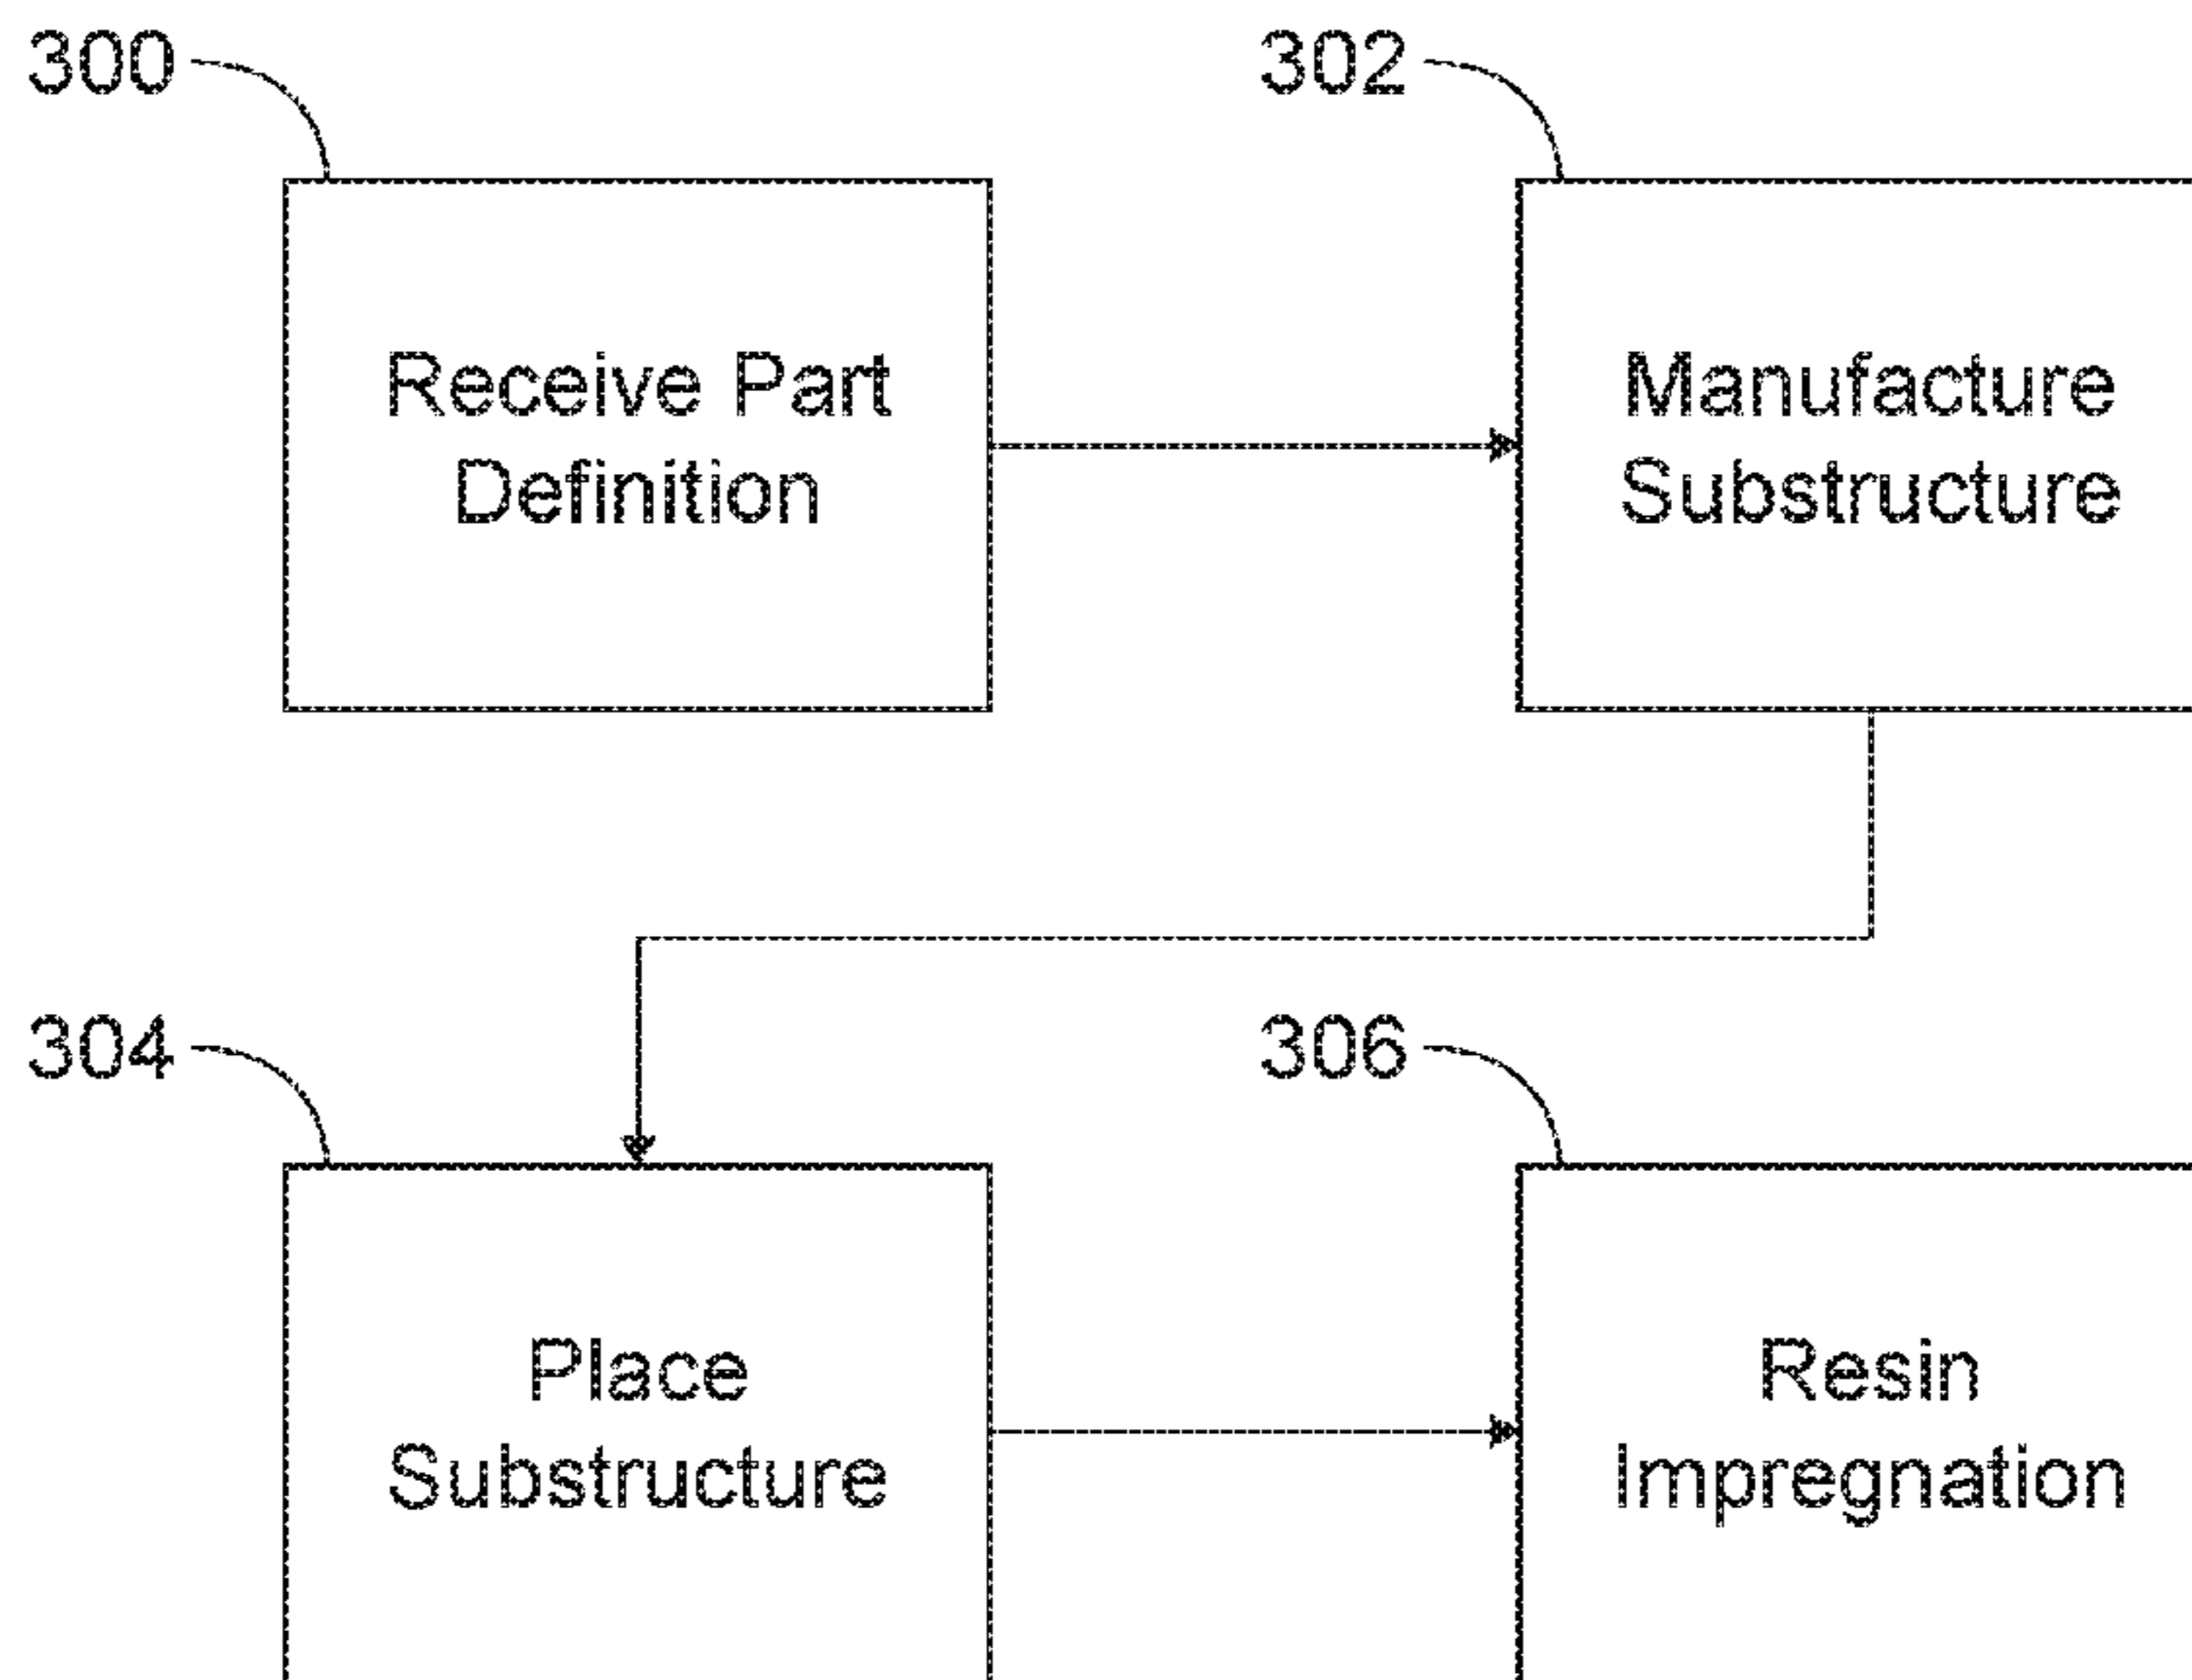 300
Receive Part
Definition
302
Manufacture
Substructure
304
Place
Substructure
306
Resin
Impregnation